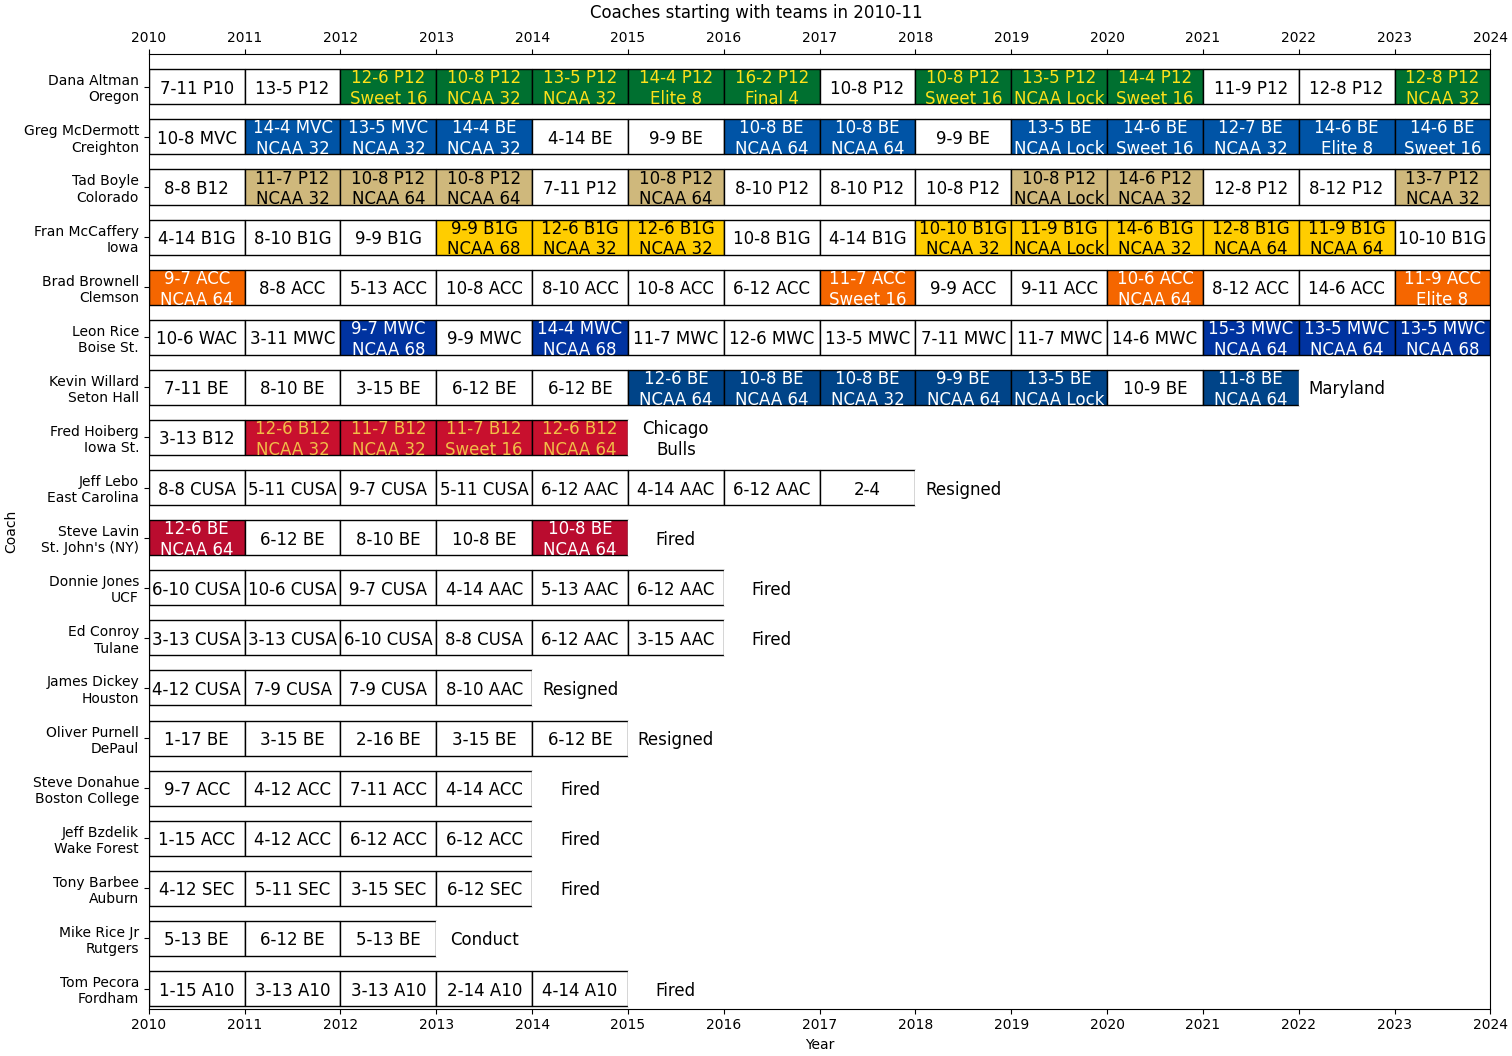 Coaches starting with teams in 2010-11
2010 2011 2012 2013 2014 2015 2016 2017 2018 2019 2020 2021 2022 2023 2024
Dana Altman
Oregon
7-11 P10
13-5 P12
12-6 P12
Sweet 16
10-8 P12
NCAA 32
13-5 P12
NCAA 32
14-4 P12
Elite 8
16-2 P12
Final 4
10-8 P12
10-8 P12
Sweet 16
13-5 P12
NCAA Lock
14-4 P12
Sweet 16
11-9 P12
12-8 P12
12-8 P12
NCAA 32
Greg McDermott
Creighton
10-8 MVC
14-4 MVC
NCAA 32
13-5 MVC
NCAA 32
14-4 BE
NCAA 32
4-14 BE
9-9 BE
10-8 BE
NCAA 64
10-8 BE
NCAA 64
9-9 BE
13-5 BE
NCAA Lock
14-6 BE
Sweet 16
12-7 BE
NCAA 32
14-6 BE
Elite 8
14-6 BE
Sweet 16
Tad Boyle
Colorado
8-8 B12
11-7 P12
NCAA 32
10-8 P12
NCAA 64
10-8 P12
NCAA 64
7-11 P12
10-8 P12
NCAA 64
8-10 P12
8-10 P12
10-8 P12
10-8 P12
NCAA Lock
14-6 P12
NCAA 32
12-8 P12
8-12 P12
13-7 P12
NCAA 32
Fran McCaffery
Iowa
4-14 B1G
8-10 B1G
9-9 B1G
9-9 B1G
NCAA 68
12-6 B1G
NCAA 32
12-6 B1G
NCAA 32
10-8 B1G
4-14 B1G
10-10 B1G
NCAA 32
11-9 B1G
NCAA Lock
14-6 B1G
NCAA 32
12-8 B1G
NCAA 64
11-9 B1G
NCAA 64
10-10 B1G
Brad Brownell
Clemson
9-7 ACC
NCAA 64
8-8 ACC
5-13 ACC
10-8 ACC
8-10 ACC
10-8 ACC
6-12 ACC
11-7 ACC
Sweet 16
9-9 ACC
9-11 ACC
10-6 ACC
NCAA 64
8-12 ACC
14-6 ACC
11-9 ACC
Elite 8
Leon Rice
Boise St.
10-6 WAC
3-11 MWC
9-7 MWC
NCAA 68
9-9 MWC
14-4 MWC
NCAA 68
11-7 MWC
12-6 MWC
13-5 MWC
7-11 MWC
11-7 MWC
14-6 MWC
15-3 MWC
NCAA 64
13-5 MWC
NCAA 64
13-5 MWC
NCAA 68
Kevin Willard
Seton Hall
7-11 BE
8-10 BE
3-15 BE
6-12 BE
6-12 BE
12-6 BE
NCAA 64
10-8 BE
NCAA 64
10-8 BE
NCAA 32
9-9 BE
NCAA 64
13-5 BE
NCAA Lock
10-9 BE
11-8 BE
NCAA 64
Maryland
Fred Hoiberg
Iowa St.
3-13 B12
12-6 B12
NCAA 32
11-7 B12
NCAA 32
11-7 B12
Sweet 16
12-6 B12
NCAA 64
Chicago
Bulls
Jeff Lebo
East Carolina
8-8 CUSA
5-11 CUSA
9-7 CUSA
5-11 CUSA
6-12 AAC
4-14 AAC
6-12 AAC
2-4
Resigned
Steve Lavin
St. John's (NY)
12-6 BE
NCAA 64
6-12 BE
8-10 BE
10-8 BE
10-8 BE
NCAA 64
Fired
Donnie Jones
UCF
6-10 CUSA
10-6 CUSA
9-7 CUSA
4-14 AAC
5-13 AAC
6-12 AAC
Fired
Ed Conroy
Tulane
3-13 CUSA
3-13 CUSA
6-10 CUSA
8-8 CUSA
6-12 AAC
3-15 AAC
Fired
James Dickey
Houston
4-12 CUSA
7-9 CUSA
7-9 CUSA
8-10 AAC
Resigned
Oliver Purnell
DePaul
1-17 BE
3-15 BE
2-16 BE
3-15 BE
6-12 BE
Resigned
Steve Donahue
Boston College
9-7 ACC
4-12 ACC
7-11 ACC
4-14 ACC
Fired
Jeff Bzdelik
Wake Forest
1-15 ACC
4-12 ACC
6-12 ACC
6-12 ACC
Fired
Tony Barbee
Auburn
4-12 SEC
5-11 SEC
3-15 SEC
6-12 SEC
Fired
Mike Rice Jr
Rutgers
5-13 BE
6-12 BE
5-13 BE
Conduct
Tom Pecora
Fordham
1-15 A10
3-13 A10
3-13 A10
2-14 A10
4-14 A10
Fired
2010 2011 2012 2013 2014 2015 2016 2017 2018 2019 2020 2021 2022 2023 2024
Year
Coach